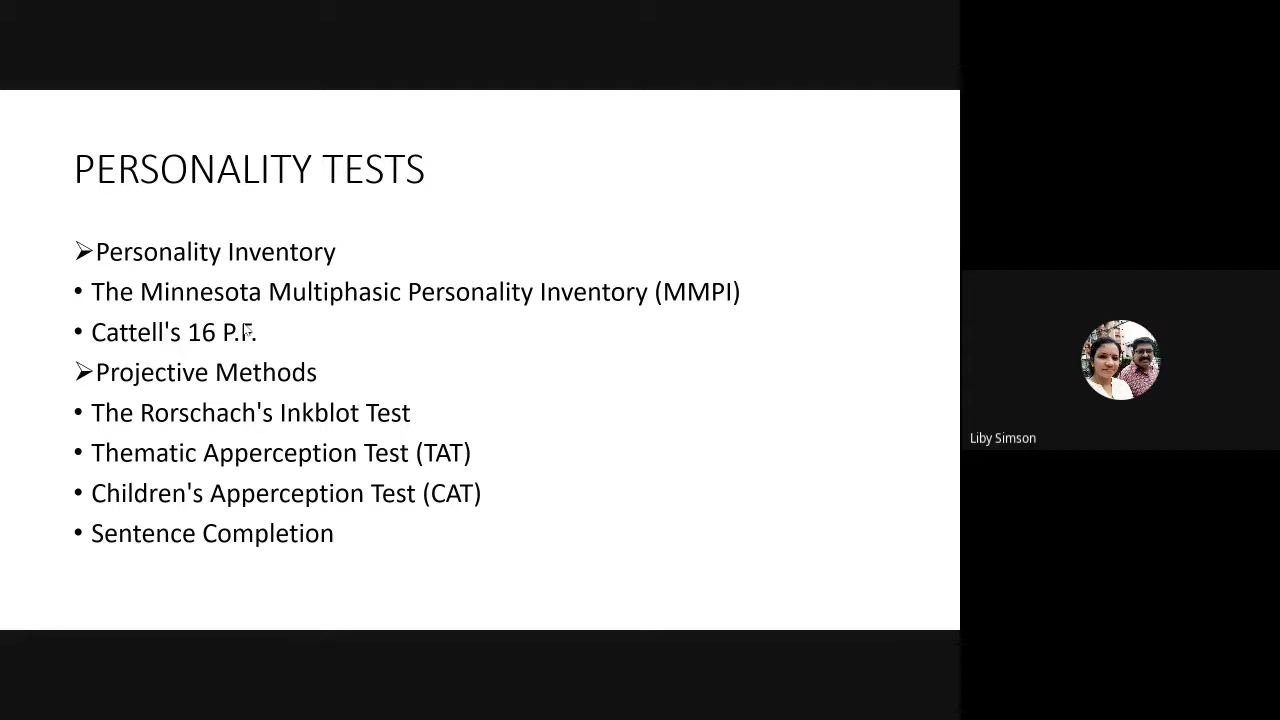 PERSONALITY TESTS
➢Personality Inventory
• The Minnesota Multiphasic Personality Inventory (MMPI)
• Cattell's 16 P.F.
➢Projective Methods
• The Rorschach's Inkblot Test
• Thematic Apperception Test (TAT)
• Children's Apperception Test (CAT)
• Sentence Completion
Liby Simson